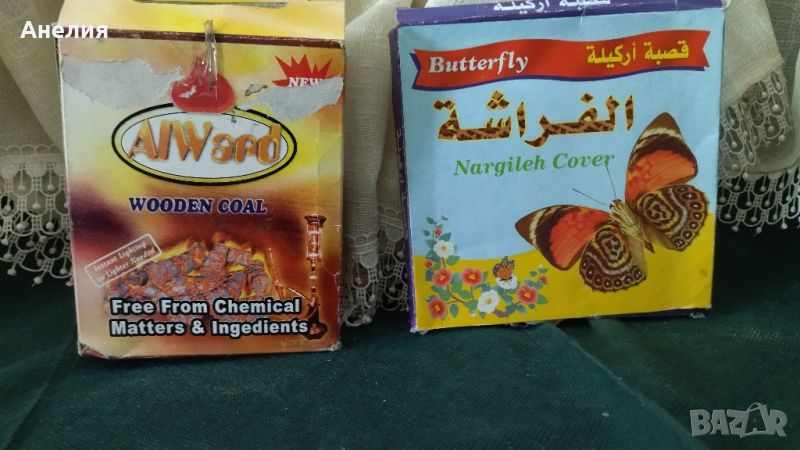 Анелия
NEW
AlWard
WOODEN COAL
Instant Lighting
no Lighter Needed
Free From Chemical
Matters & Ingedients
قصبة أركيلة
Butterfly
قصبة أركيلة
الفراشة
Nargileh Cover
BAZAR